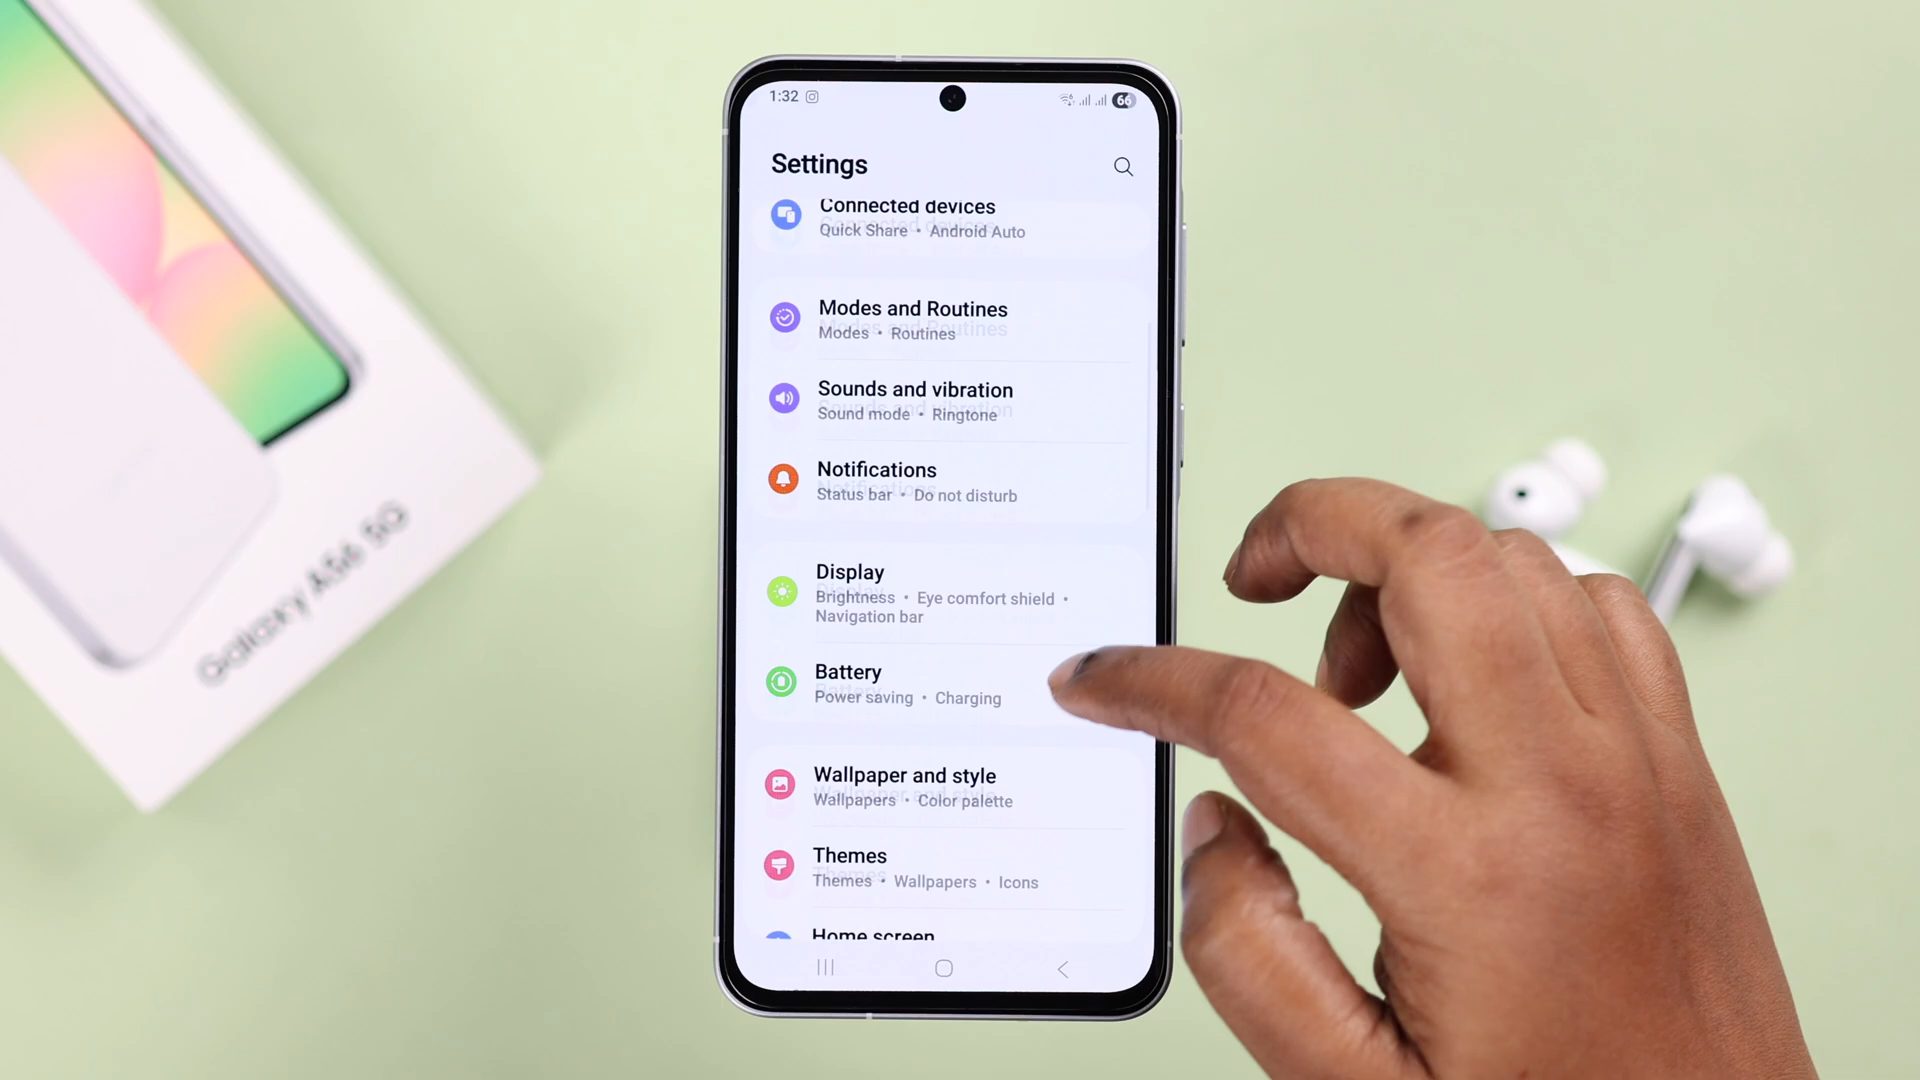 1:32
66
Settings
Connected devices
Quick Share • Android Auto
Modes and Routines
Modes • Routines
Sounds and vibration
Sound mode • Ringtone
Notifications
Status bar • Do not disturb
Display
Brightness • Eye comfort shield •
Navigation bar
Battery
Power saving • Charging
Wallpaper and style
Wallpapers • Color palette
Themes
Themes • Wallpapers • Icons
Home screen
Galaxy A56 5G